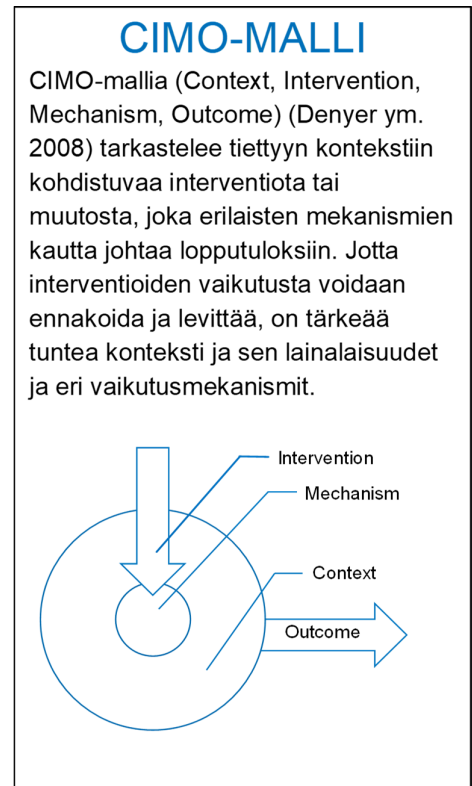 CIMO-MALLI
CIMO-mallia (Context, Intervention,
Mechanism, Outcome) (Denyer ym.
2008) tarkastelee tiettyyn kontekstiin
kohdistuvaa interventiota tai
muutosta, joka erilaisten mekanismien
kautta johtaa lopputuloksiin. Jotta
interventioiden vaikutusta voidaan
ennakoida ja levittää, on tärkeää
tuntea konteksti ja sen lainalaisuudet
ja eri vaikutusmekanismit.
Intervention
Mechanism
Context
Outcome